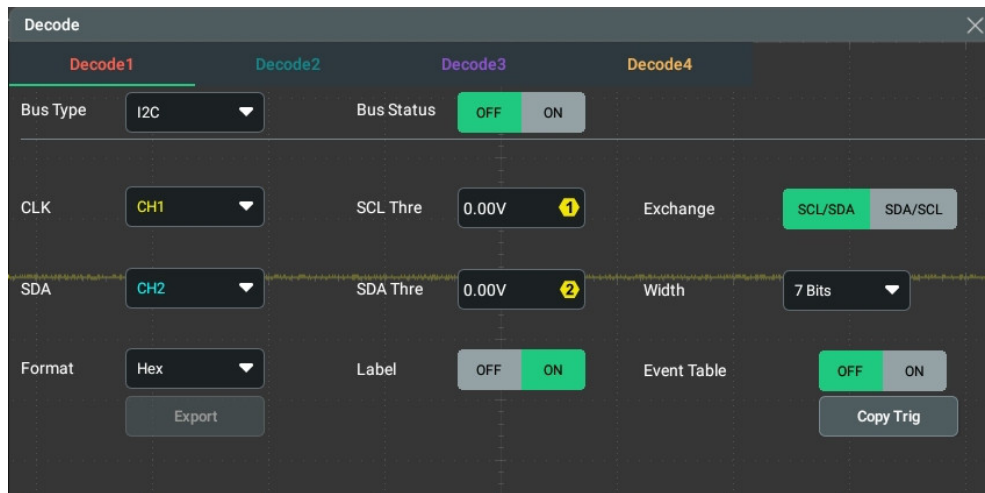 Decode
Decode1 Decode2 Decode3 Decode4
Bus Type I2C Bus Status OFF ON
CLK CH1 SCL Thre 0.00V 1 Exchange SCL/SDA SDA/SCL
SDA CH2 SDA Thre 0.00V 2 Width 7 Bits
Format Hex Label OFF ON Event Table OFF ON
Export Copy Trig